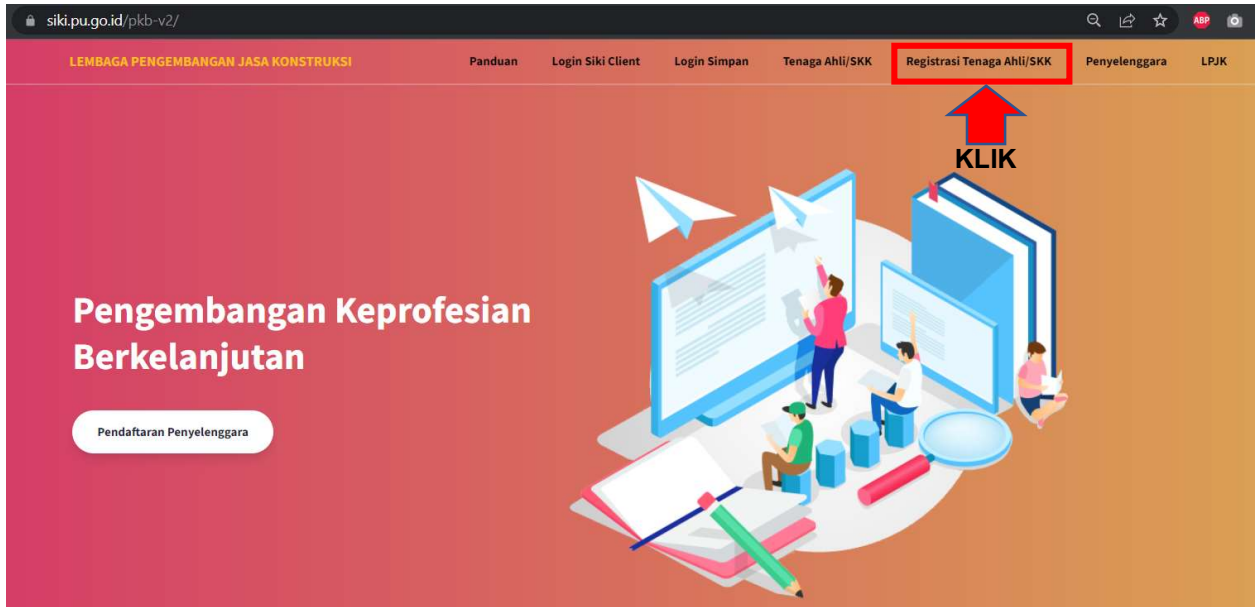 siki.pu.go.id/pkb-v2/
ABP
LEMBAGA PENGEMBANGAN JASA KONSTRUKSI
Panduan
Login Siki Client
Login Simpan
Tenaga Ahli/SKK
Registrasi Tenaga Ahli/SKK
Penyelenggara
LPJK
KLIK
Pengembangan Keprofesian
Berkelanjutan
Pendaftaran Penyelenggara